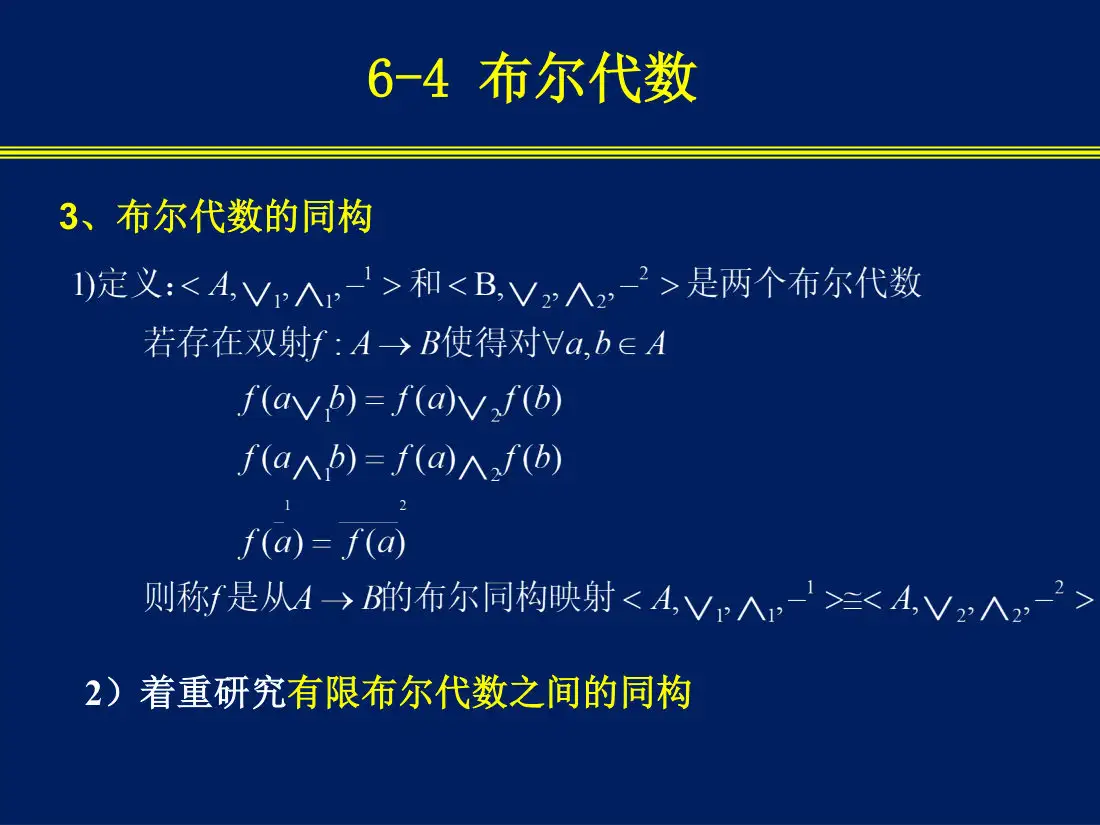 6-4 布尔代数
3、布尔代数的同构
1)定义：< A, ∨₁, ∧₁, −¹ > 和 < B, ∨₂, ∧₂, −² > 是两个布尔代数
若存在双射f : A → B使得对∀a, b ∈ A
f (a∨₁b) = f (a)∨₂ f (b)
f (a∧₁b) = f (a)∧₂ f (b)
f (a̅¹) = f̅(̅a̅)̅²
则称f 是从A → B的布尔同构映射 < A, ∨₁, ∧₁, −¹ >≅< A, ∨₂, ∧₂, −² >
2）着重研究有限布尔代数之间的同构